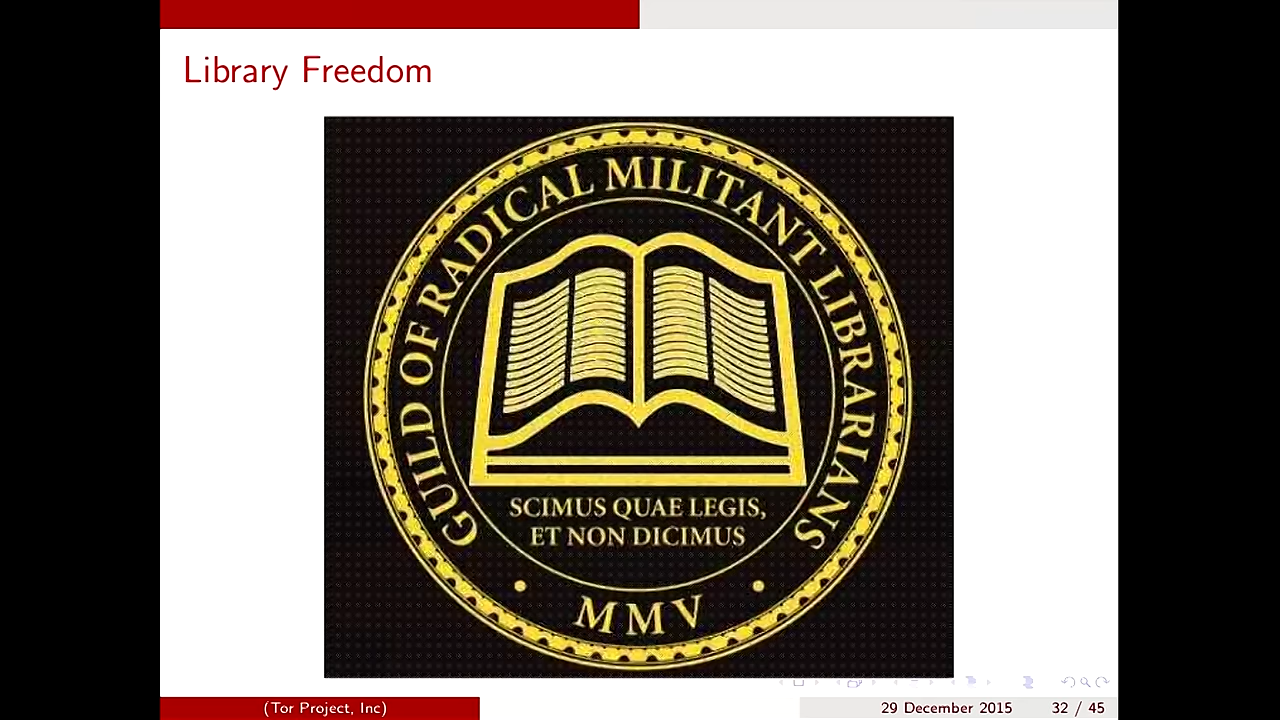 Library Freedom
GUILD OF RADICAL MILITANT LIBRARIANS
SCIMUS QUAE LEGIS,
ET NON DICIMUS
MMV
(Tor Project, Inc)
29 December 2015
32 / 45